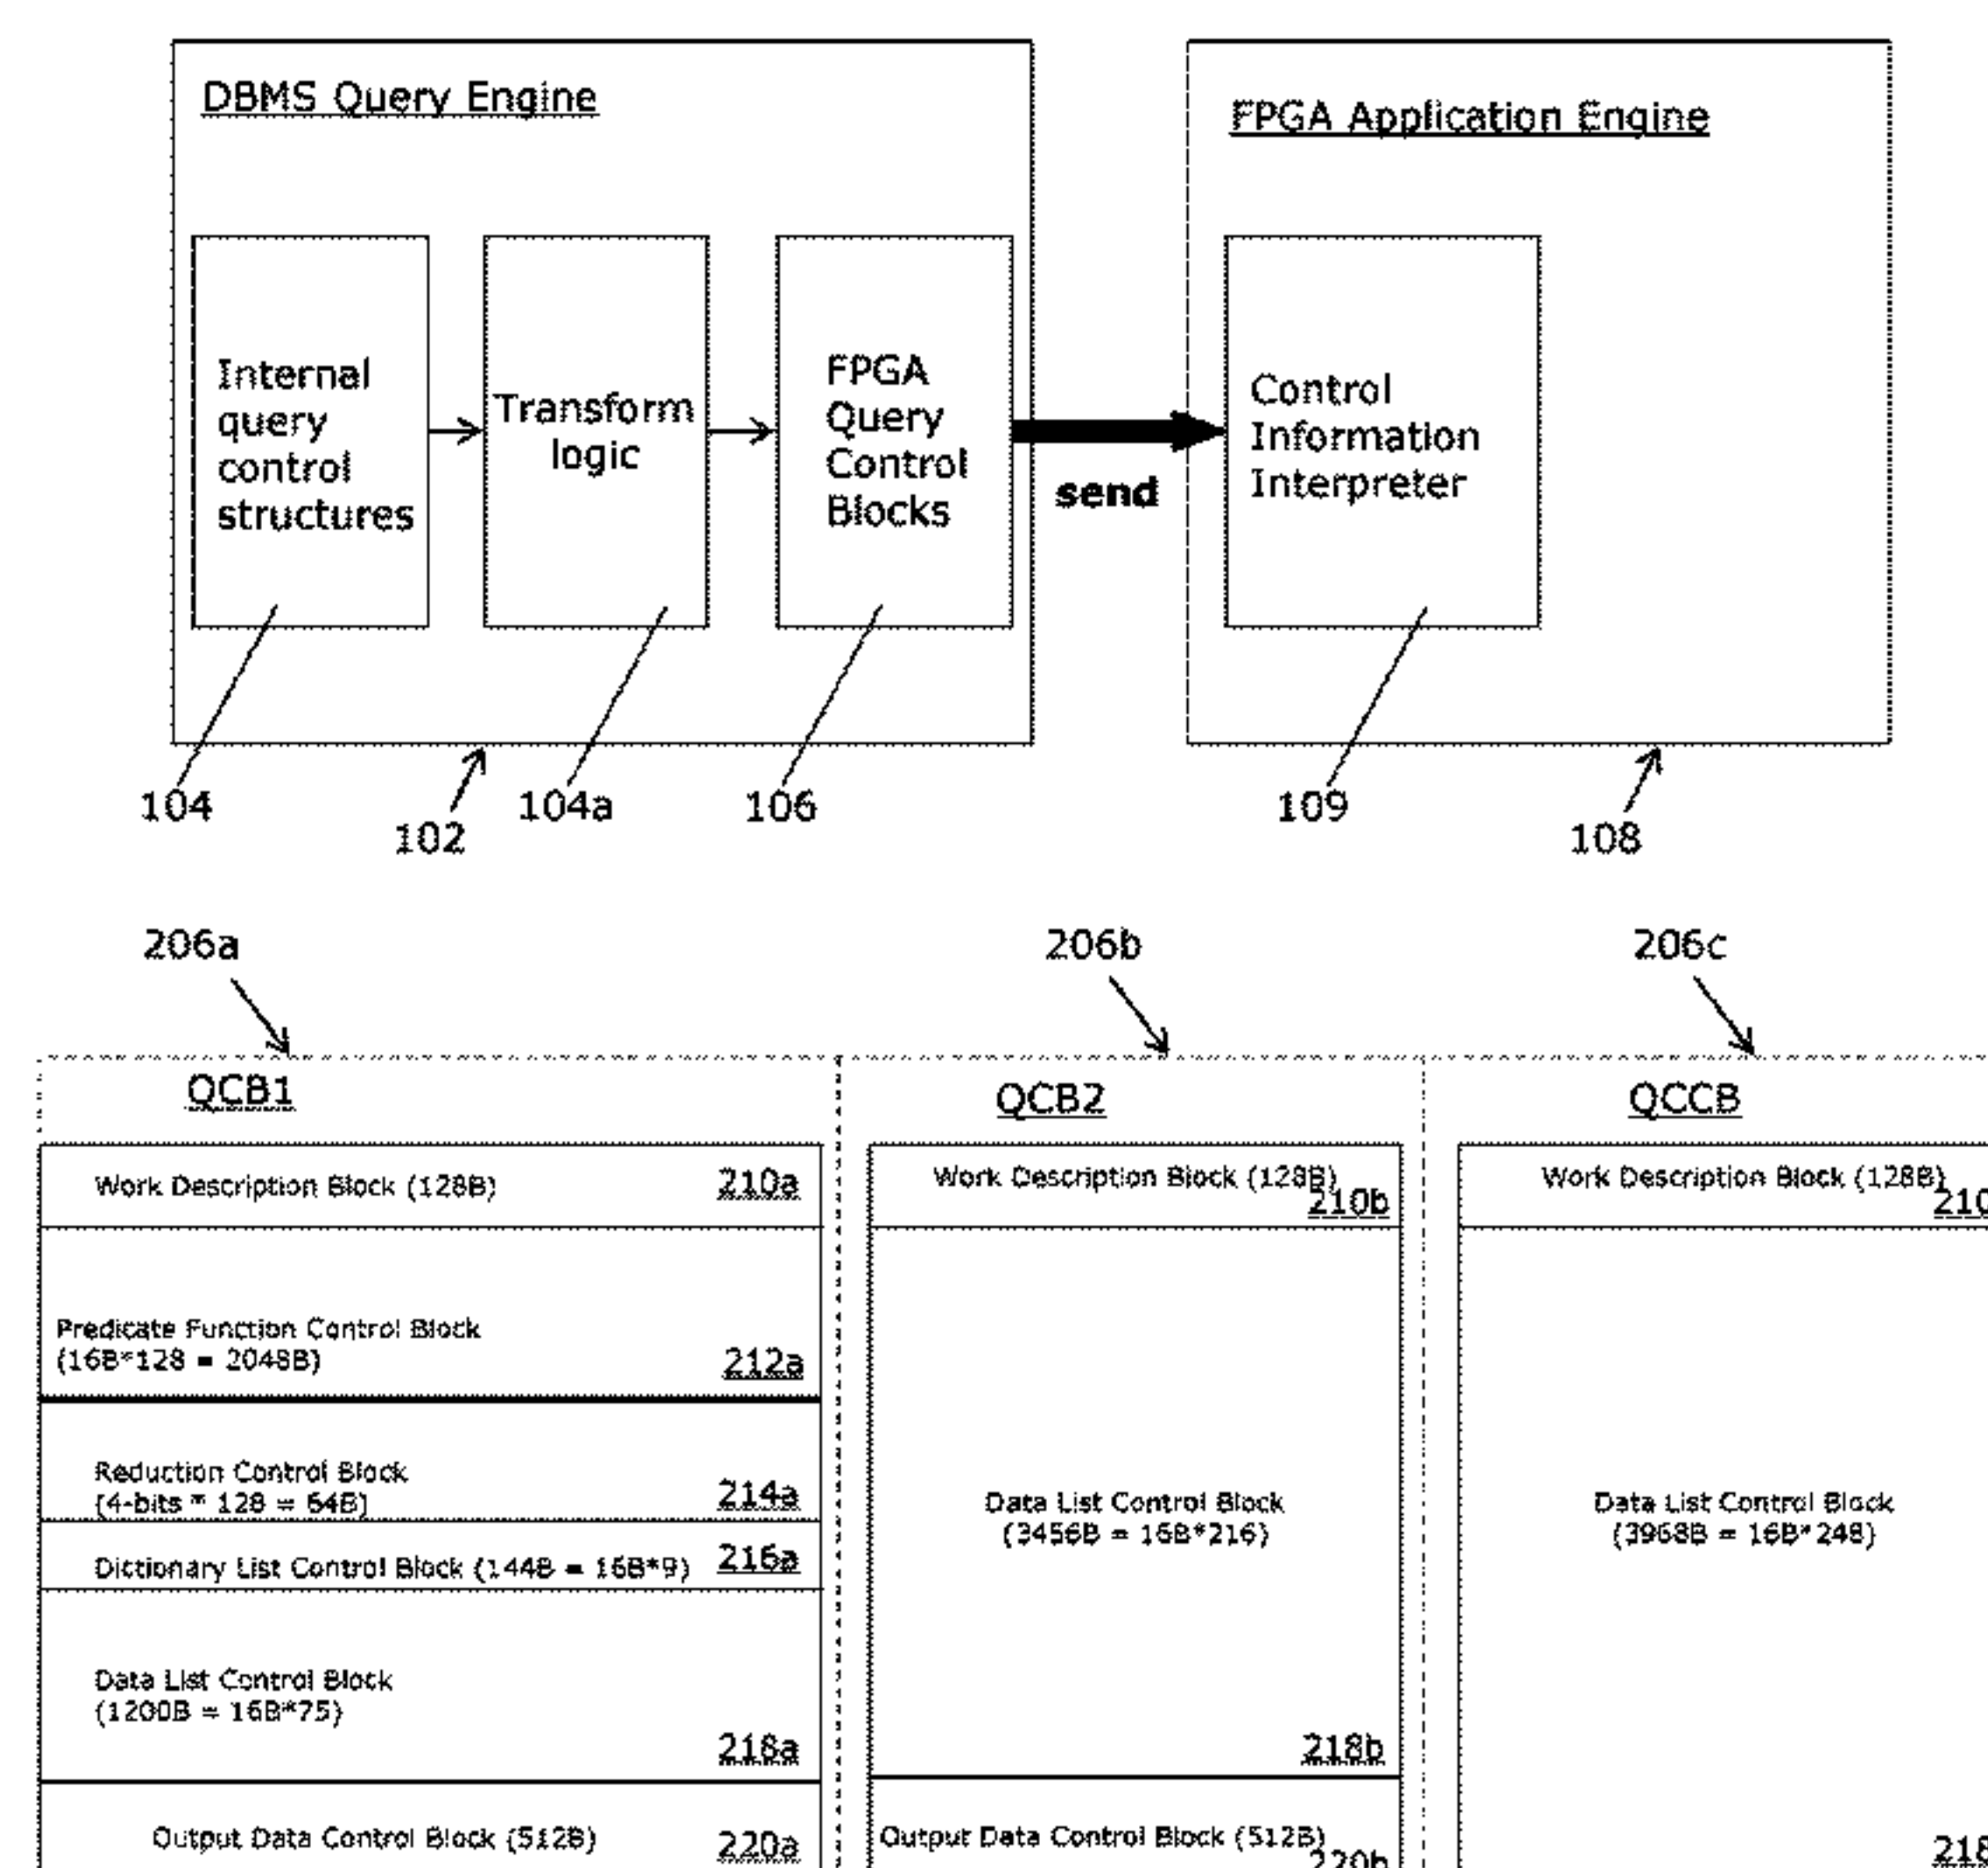 DBMS Query Engine
FPGA Application Engine
Internal
query
control
structures
Transform
logic
FPGA
Query
Control
Blocks
send
Control
Information
Interpreter
104
102
104a
106
109
108
206a
206b
206c
QCB1
Work Description Block (128B) 210a
Predicate Function Control Block
(16B*128 = 2048B) 212a
Reduction Control Block
(4-bits * 128 = 64B) 214a
Dictionary List Control Block (144B = 16B*9) 216a
Data List Control Block
(1200B = 16B*75)
218a
Output Data Control Block (512B) 220a
QCB2
Work Description Block (128B)
210b
Data List Control Block
(3456B = 16B*216)
218b
Output Data Control Block (512B)
220b
QCCB
Work Description Block (128B)
210
Data List Control Block
(3968B = 16B*248)
218